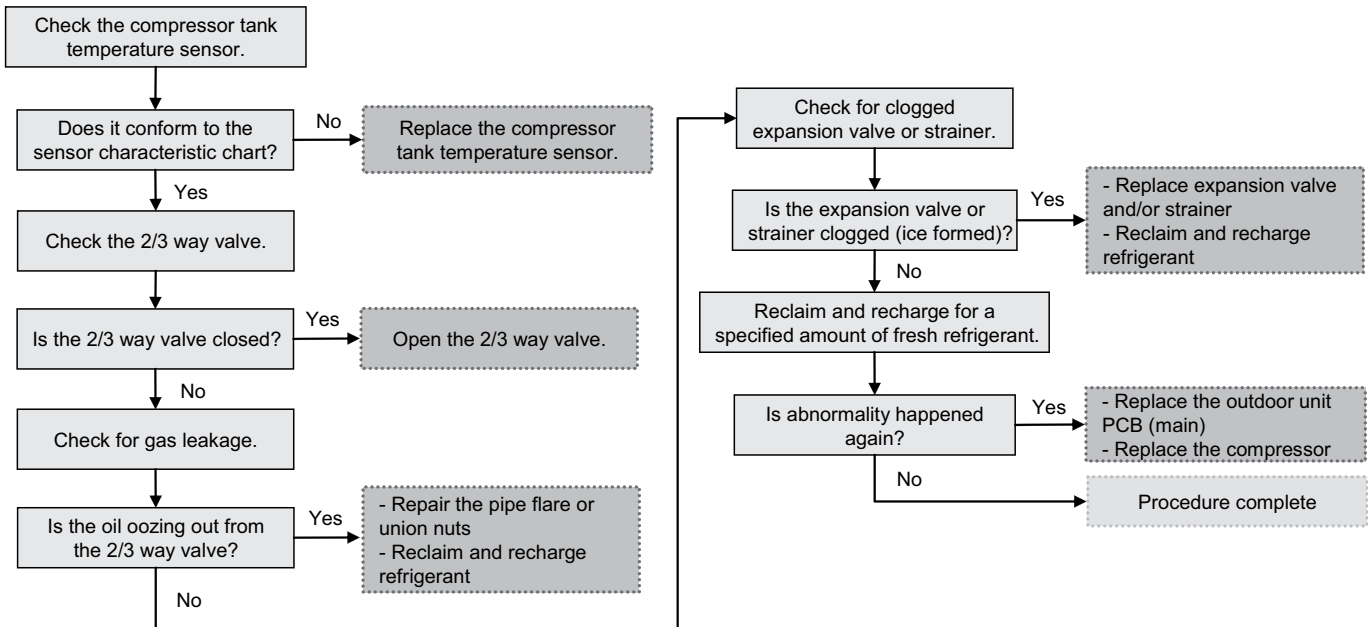 Check the compressor tank
temperature sensor.
Does it conform to the
sensor characteristic chart?
No
Replace the compressor
tank temperature sensor.
Yes
Check the 2/3 way valve.
Is the 2/3 way valve closed?
Yes
Open the 2/3 way valve.
No
Check for gas leakage.
Is the oil oozing out from
the 2/3 way valve?
Yes
- Repair the pipe flare or
union nuts
- Reclaim and recharge
refrigerant
No
Check for clogged
expansion valve or strainer.
Is the expansion valve or
strainer clogged (ice formed)?
Yes
- Replace expansion valve
and/or strainer
- Reclaim and recharge
refrigerant
No
Reclaim and recharge for a
specified amount of fresh refrigerant.
Is abnormality happened
again?
Yes
- Replace the outdoor unit
PCB (main)
- Replace the compressor
No
Procedure complete